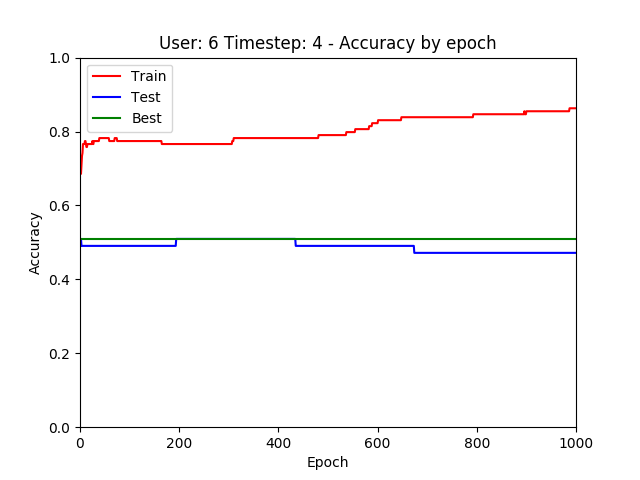 User: 6 Timestep: 4 - Accuracy by epoch
Train
Test
Best
1.0
0.8
0.6
0.4
0.2
0.0
Accuracy
0 200 400 600 800 1000
Epoch